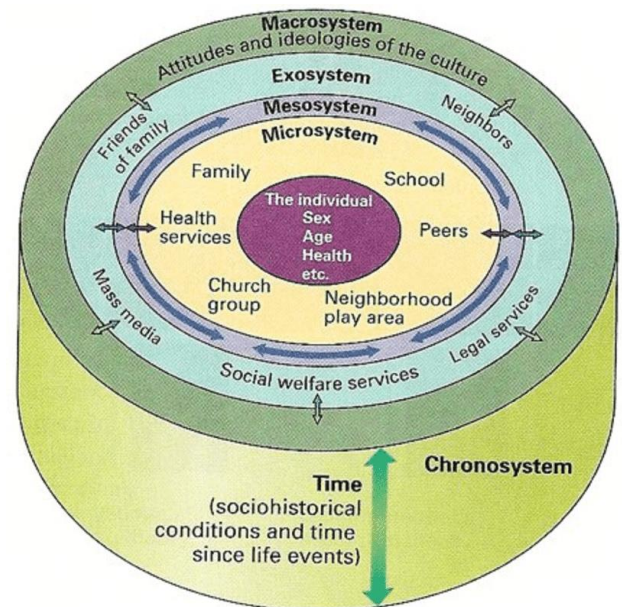 Macrosystem
Attitudes and ideologies of the culture
Exosystem
Mesosystem
Microsystem
Friends
of family
Neighbors
Family
School
The individual
Sex
Age
Health
etc.
Health
services
Peers
Church
group
Neighborhood
play area
Mass media
Social welfare services
Legal services
Chronosystem
Time
(sociohistorical
conditions and time
since life events)